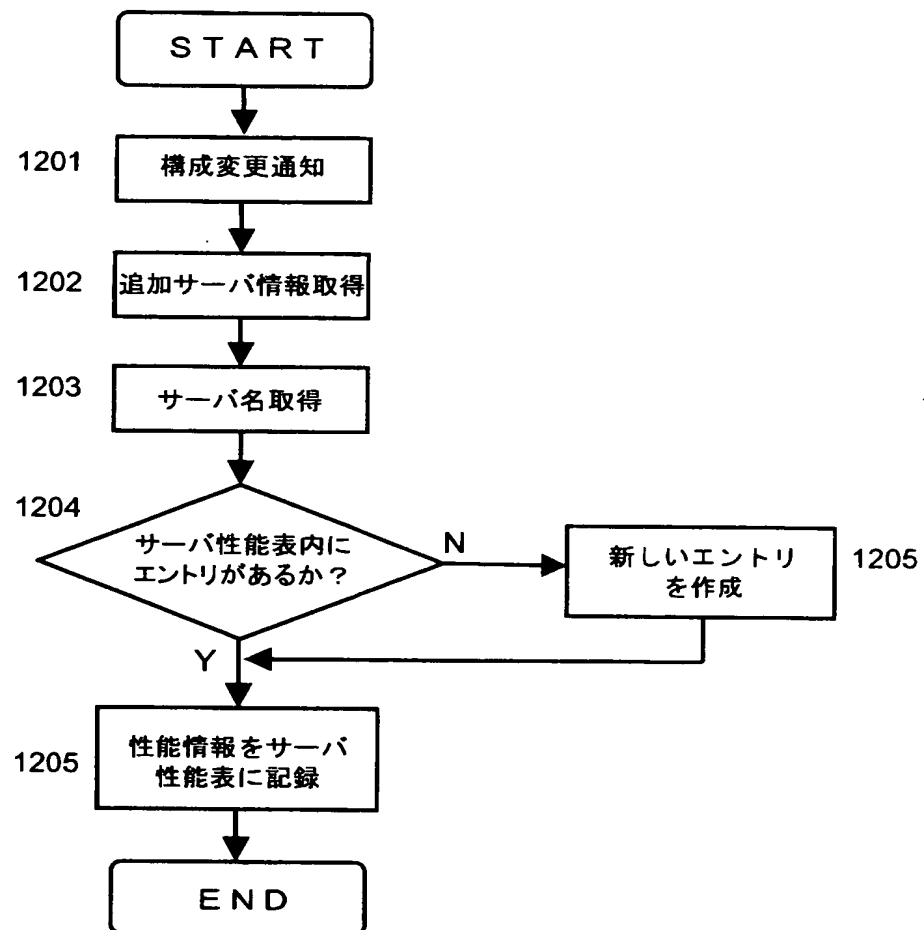 START
1201
構成変更通知
1202
追加サーバ情報取得
1203
サーバ名取得
1204
サーバ性能表内に
エントリがあるか？
N
新しいエントリ
を作成
1205
Y
1205
性能情報をサーバ
性能表に記録
END